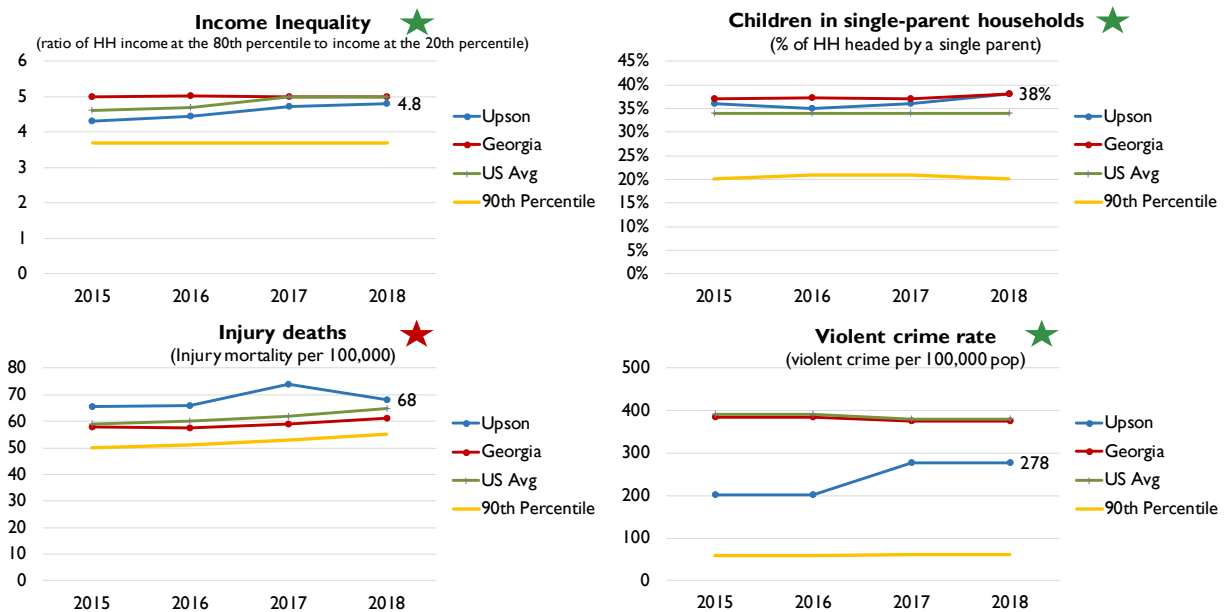 Income Inequality
(ratio of HH income at the 80th percentile to income at the 20th percentile)
6
5
4
3
2
1
0
4.8
2015 2016 2017 2018
Upson
Georgia
US Avg
90th Percentile
Children in single-parent households
(% of HH headed by a single parent)
45%
40%
35%
30%
25%
20%
15%
10%
5%
0%
38%
2015 2016 2017 2018
Upson
Georgia
US Avg
90th Percentile
Injury deaths
(Injury mortality per 100,000)
80
70
60
50
40
30
20
10
0
68
2015 2016 2017 2018
Upson
Georgia
US Avg
90th Percentile
Violent crime rate
(violent crime per 100,000 pop)
500
400
300
200
100
0
278
2015 2016 2017 2018
Upson
Georgia
US Avg
90th Percentile